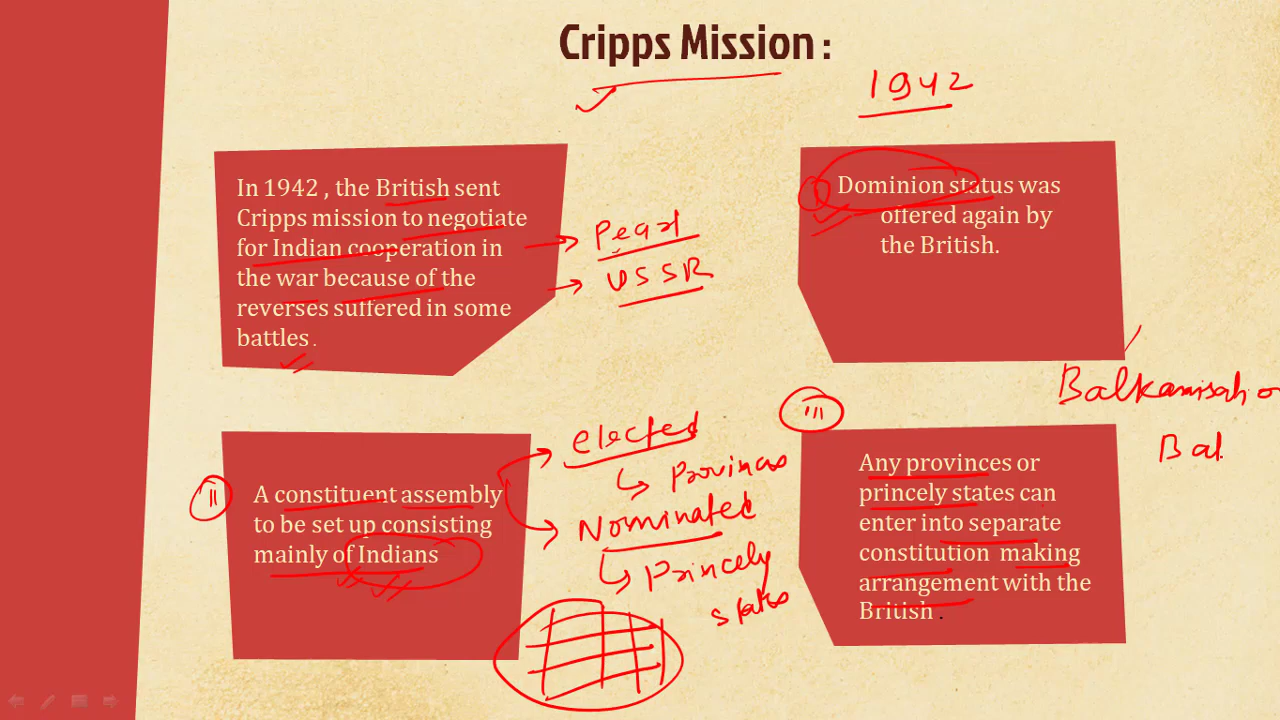 Cripps Mission :
1942
In 1942 , the British sent
Cripps mission to negotiate
for Indian cooperation in
the war because of the
reverses suffered in some
battles .
Pearl
USSR
I
Dominion status was
offered again by
the British.
II
A constituent assembly
to be set up consisting
mainly of Indians
elected
Provinces
Nominated
Princely
states
III
Any provinces or
princely states can
enter into separate
constitution making
arrangement with the
British .
Bal